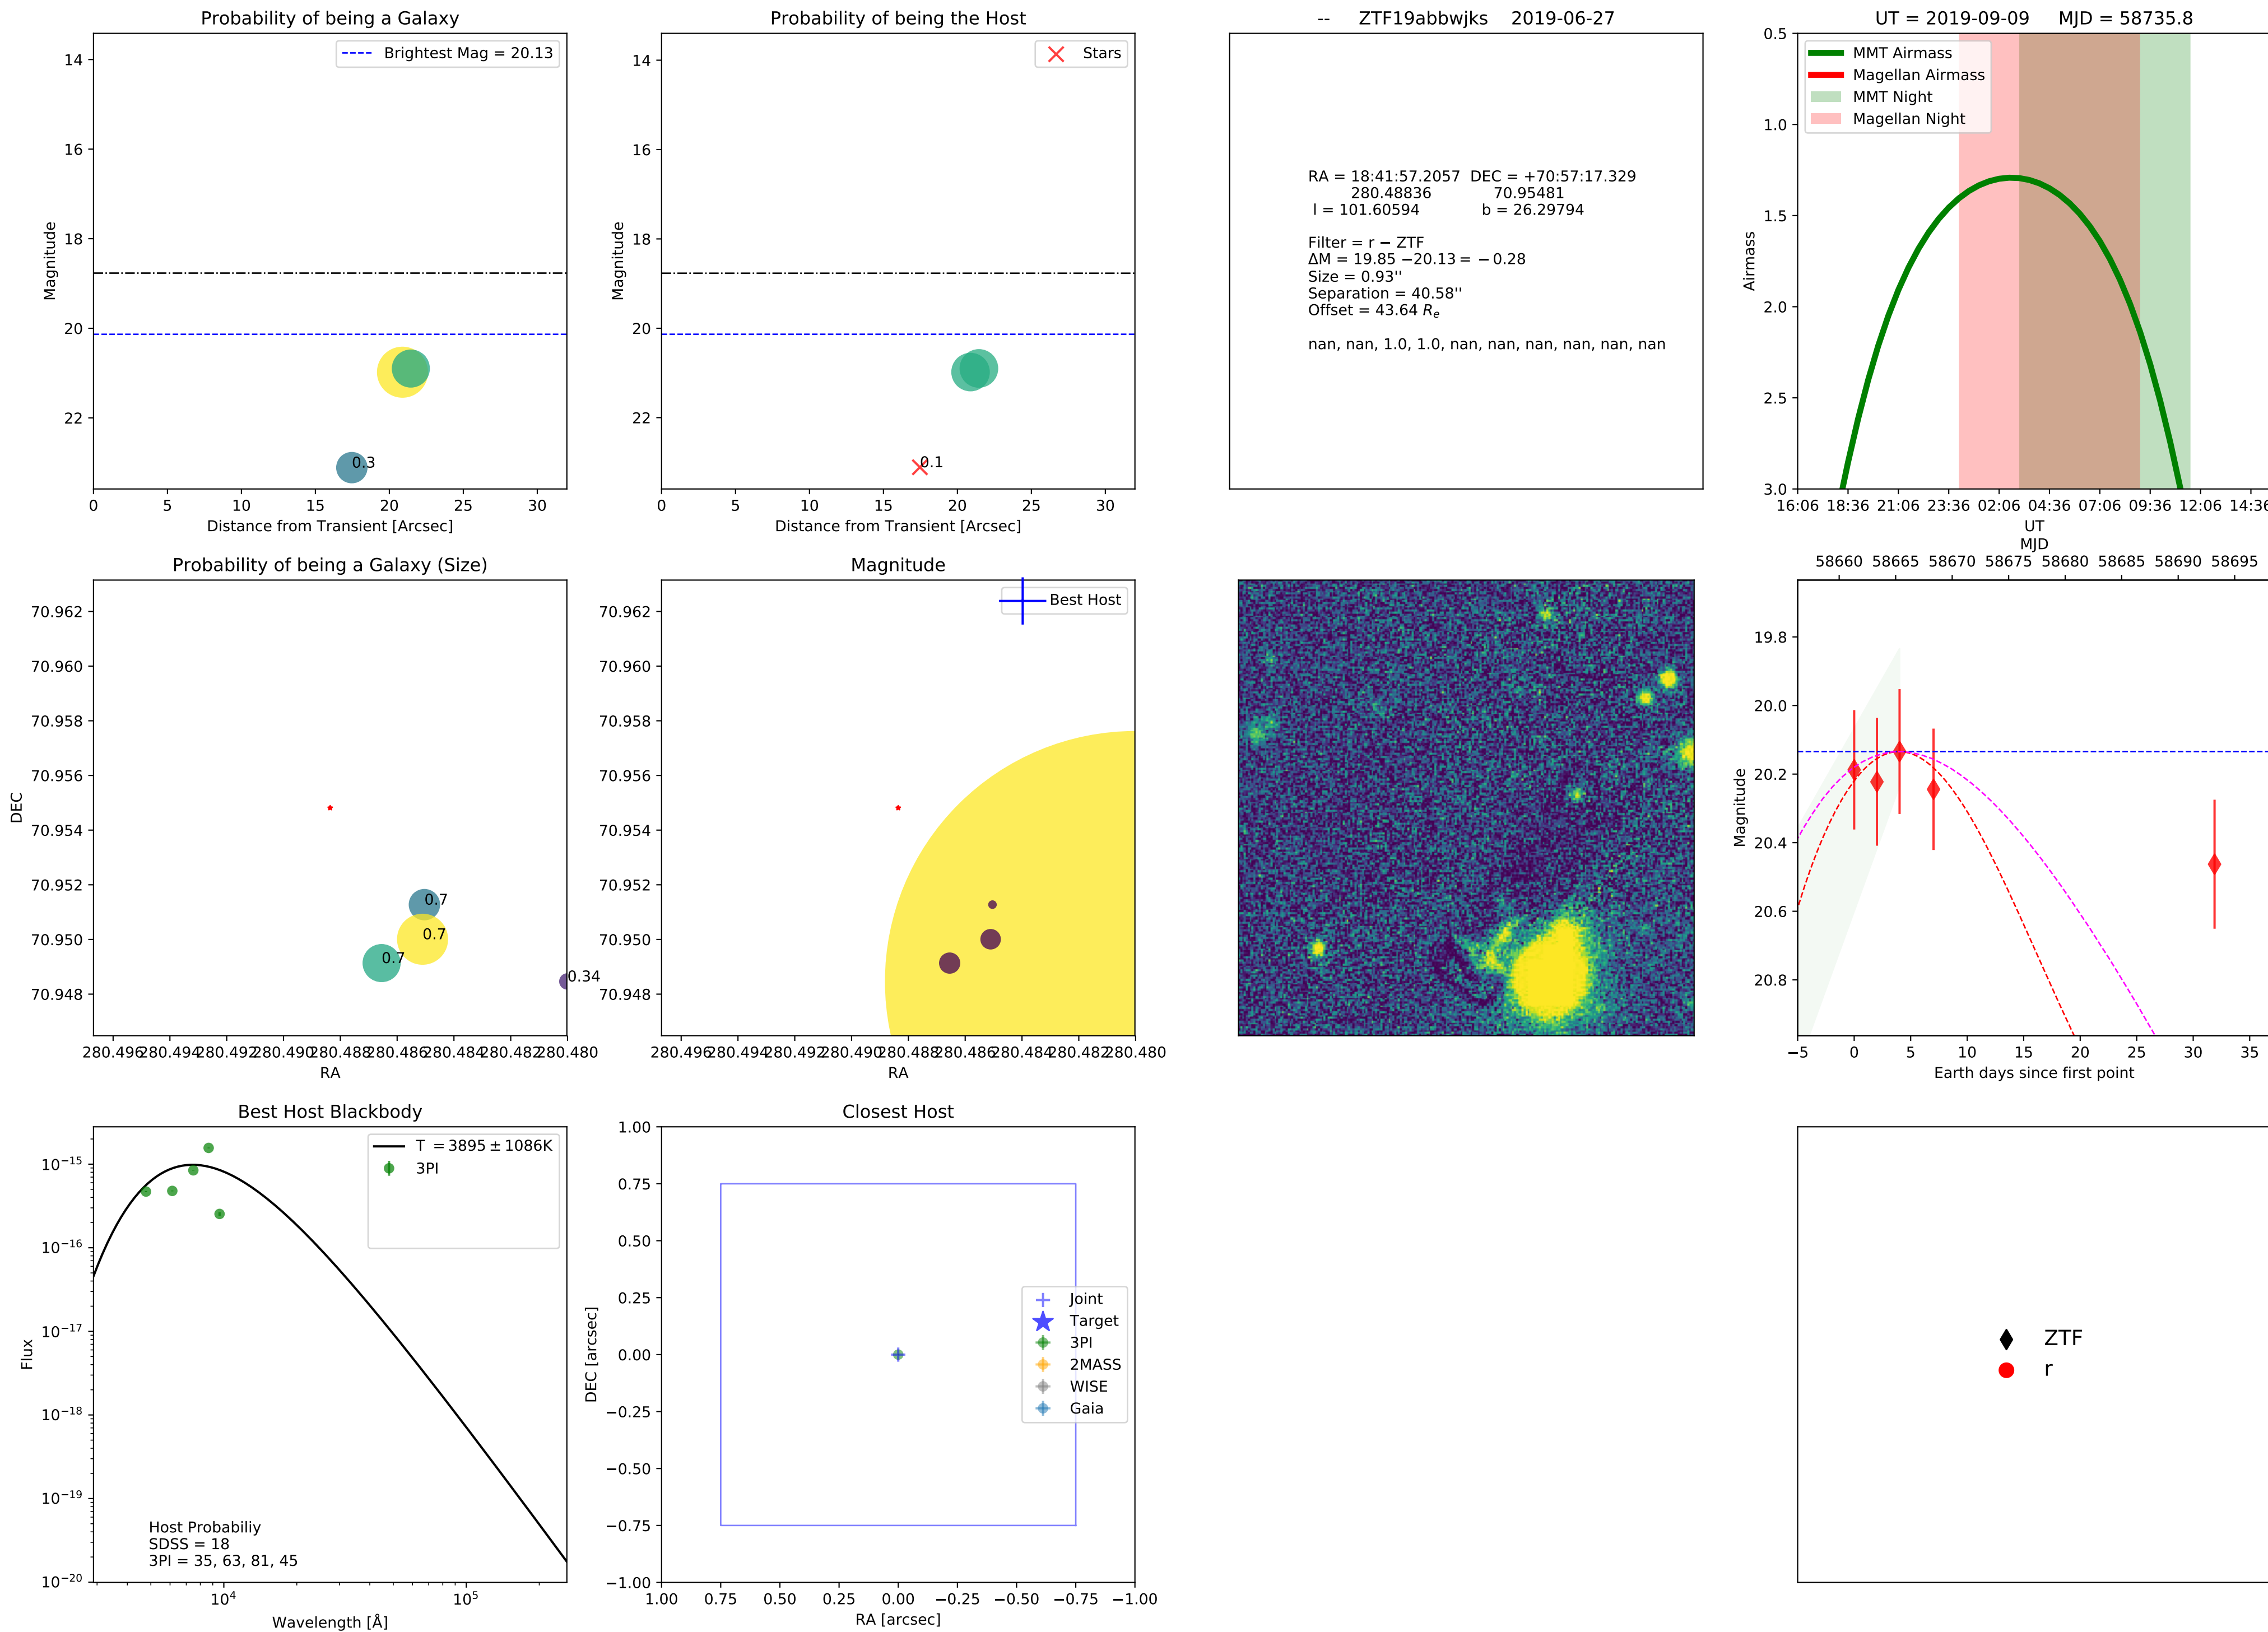 Probability of being a Galaxy
Brightest Mag = 20.13
14
16
18
20
22
Magnitude
0.3
0 5 10 15 20 25 30
Distance from Transient [Arcsec]
Probability of being the Host
Stars
14
16
18
20
22
Magnitude
0.1
0 5 10 15 20 25 30
Distance from Transient [Arcsec]
-- ZTF19abbwjks 2019-06-27
RA = 18:41:57.2057 DEC = +70:57:17.329
280.48836 70.95481
l = 101.60594 b = 26.29794
Filter = r − ZTF
ΔM = 19.85 −20.13 = −0.28
Size = 0.93''
Separation = 40.58''
Offset = 43.64 Re
nan, nan, 1.0, 1.0, nan, nan, nan, nan, nan, nan
UT = 2019-09-09 MJD = 58735.8
MMT Airmass
Magellan Airmass
MMT Night
Magellan Night
0.5
1.0
1.5
2.0
2.5
3.0
Airmass
16:06 18:36 21:06 23:36 02:06 04:36 07:06 09:36 12:06 14:36
UT
Probability of being a Galaxy (Size)
70.962
70.960
70.958
70.956
70.954
70.952
70.950
70.948
DEC
0.7
0.7
0.7
0.34
280.496 280.494 280.492 280.490 280.488 280.486 280.484 280.482 280.480
RA
Magnitude
Best Host
70.962
70.960
70.958
70.956
70.954
70.952
70.950
70.948
280.496 280.494 280.492 280.490 280.488 280.486 280.484 280.482 280.480
RA
MJD
58660 58665 58670 58675 58680 58685 58690 58695
19.8
20.0
20.2
20.4
20.6
20.8
Magnitude
−5 0 5 10 15 20 25 30 35
Earth days since first point
Best Host Blackbody
T = 3895 ± 1086K
3PI
10−15
10−16
10−17
10−18
10−19
10−20
Flux
Host Probabiliy
SDSS = 18
3PI = 35, 63, 81, 45
104 105
Wavelength [Å]
Closest Host
1.00
0.75
0.50
0.25
0.00
−0.25
−0.50
−0.75
−1.00
DEC [arcsec]
Joint
Target
3PI
2MASS
WISE
Gaia
1.00 0.75 0.50 0.25 0.00 −0.25 −0.50 −0.75 −1.00
RA [arcsec]
ZTF
r